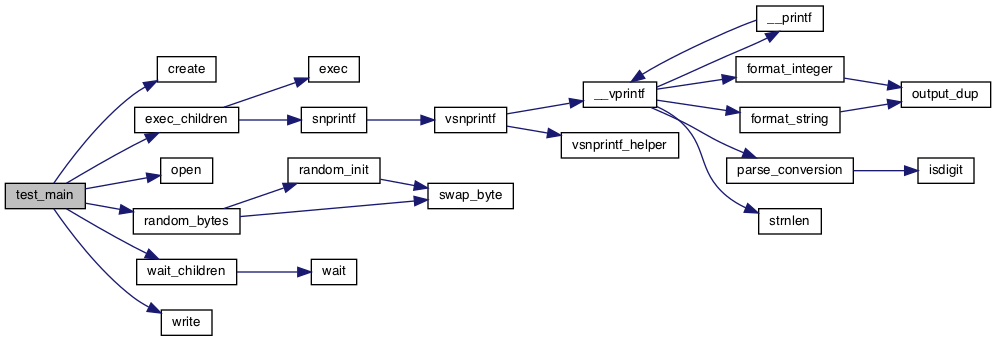 test_main
create
exec_children
open
random_bytes
wait_children
write
exec
snprintf
random_init
wait
vsnprintf
swap_byte
__vprintf
vsnprintf_helper
__printf
format_integer
format_string
parse_conversion
strnlen
output_dup
isdigit